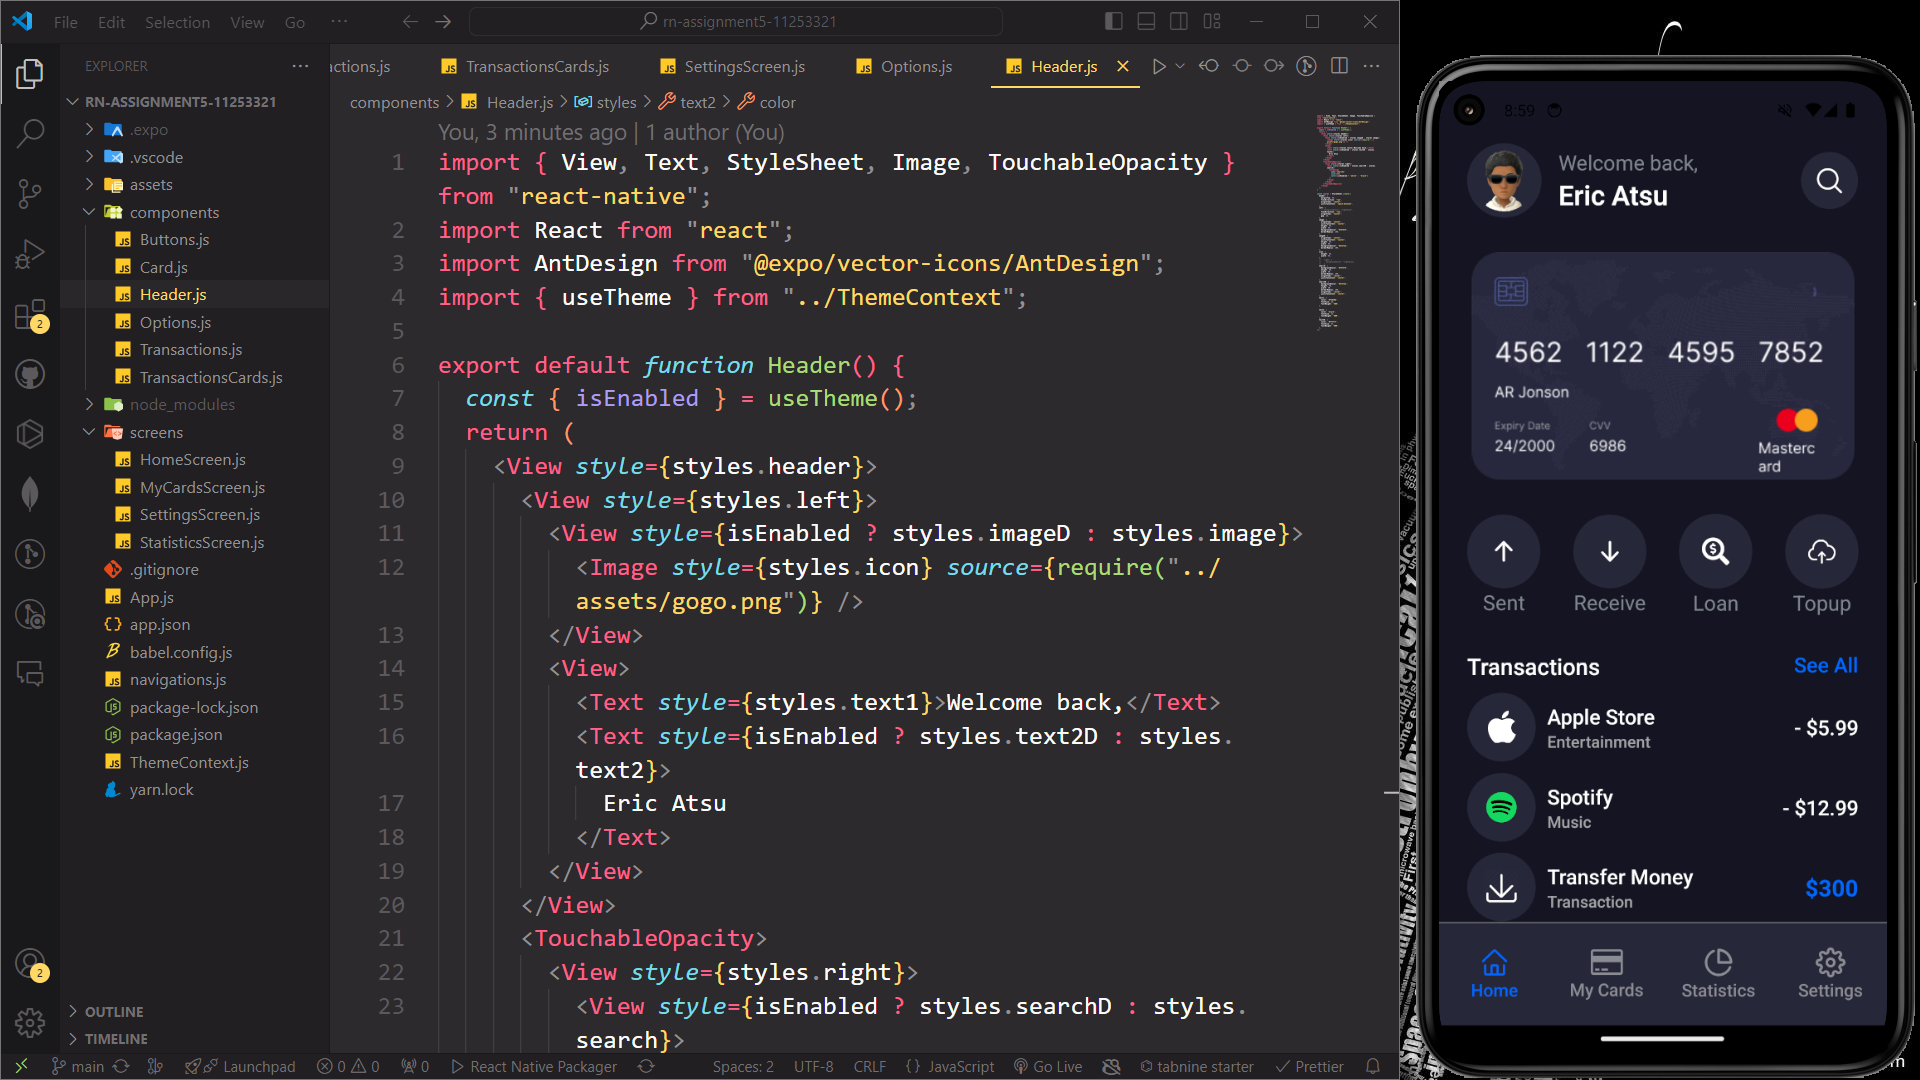 File Edit Selection View Go ···
rn-assignment5-11253321
EXPLORER ···
RN-ASSIGNMENT5-11253321
.expo
.vscode
assets
components
Buttons.js
Card.js
Header.js
Options.js
Transactions.js
TransactionsCards.js
node_modules
screens
HomeScreen.js
MyCardsScreen.js
SettingsScreen.js
StatisticsScreen.js
.gitignore
App.js
app.json
babel.config.js
navigations.js
package-lock.json
package.json
ThemeContext.js
yarn.lock
OUTLINE
TIMELINE
2
2
actions.js TransactionsCards.js SettingsScreen.js Options.js Header.js
components > Header.js > styles > text2 > color
You, 3 minutes ago | 1 author (You)
1 import { View, Text, StyleSheet, Image, TouchableOpacity }
from "react-native";
2 import React from "react";
3 import AntDesign from "@expo/vector-icons/AntDesign";
4 import { useTheme } from "../ThemeContext";
5
6 export default function Header() {
7 const { isEnabled } = useTheme();
8 return (
9 <View style={styles.header}>
10 <View style={styles.left}>
11 <View style={isEnabled ? styles.imageD : styles.image}>
12 <Image style={styles.icon} source={require("../
assets/gogo.png")} />
13 </View>
14 <View>
15 <Text style={styles.text1}>Welcome back,</Text>
16 <Text style={isEnabled ? styles.text2D : styles.
text2}>
17 Eric Atsu
18 </Text>
19 </View>
20 </View>
21 <TouchableOpacity>
22 <View style={styles.right}>
23 <View style={isEnabled ? styles.searchD : styles.
search}>
main Launchpad 0 0 0 React Native Packager Spaces: 2 UTF-8 CRLF {} JavaScript Go Live tabnine starter Prettier
8:59
Welcome back,
Eric Atsu
4562 1122 4595 7852
AR Jonson
Expiry Date CVV
24/2000 6986
Masterc
ard
Sent Receive Loan Topup
Transactions See All
Apple Store
Entertainment
- $5.99
Spotify
Music
- $12.99
Transfer Money
Transaction
$300
Home My Cards Statistics Settings